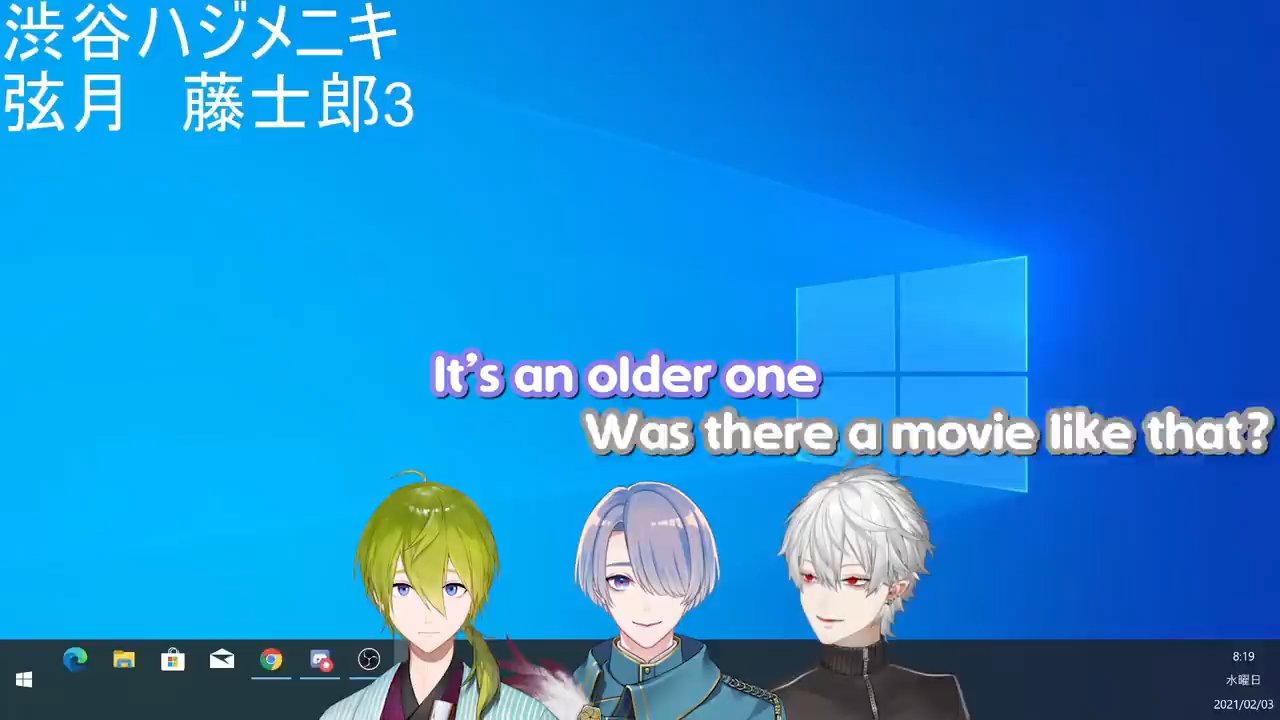 渋谷ハジメニキ
弦月　藤士郎3
It's an older one
Was there a movie like that?
8:19
水曜日
2021/02/03